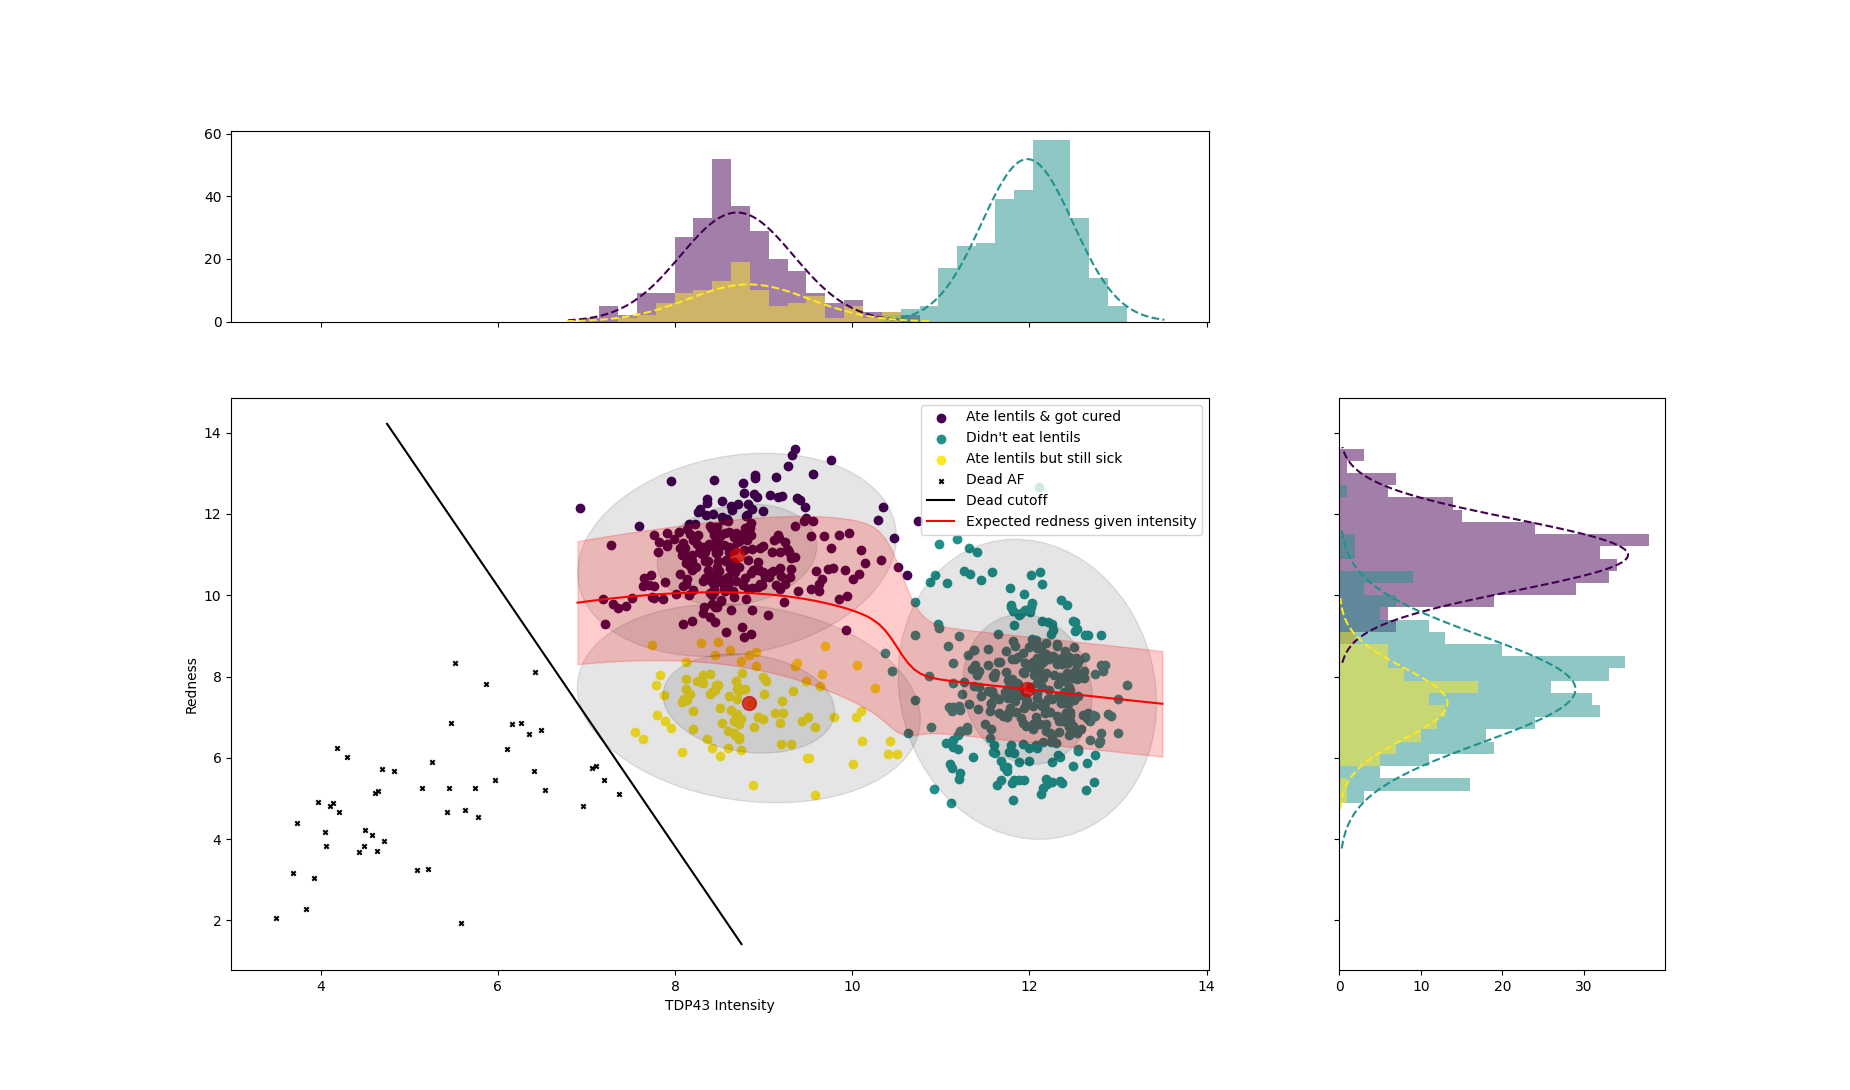 60
40
20
0
14
12
10
8
6
4
2
Redness
Ate lentils & got cured
Didn't eat lentils
Ate lentils but still sick
Dead AF
Dead cutoff
Expected redness given intensity
4 6 8 10 12 14
TDP43 Intensity
0 10 20 30